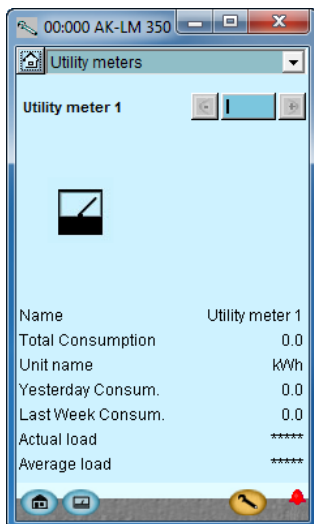 00:000 AK-LM 350
Utility meters
Utility meter 1
Name Utility meter 1
Total Consumption 0.0
Unit name kWh
Yesterday Consum. 0.0
Last Week Consum. 0.0
Actual load *****
Average load *****